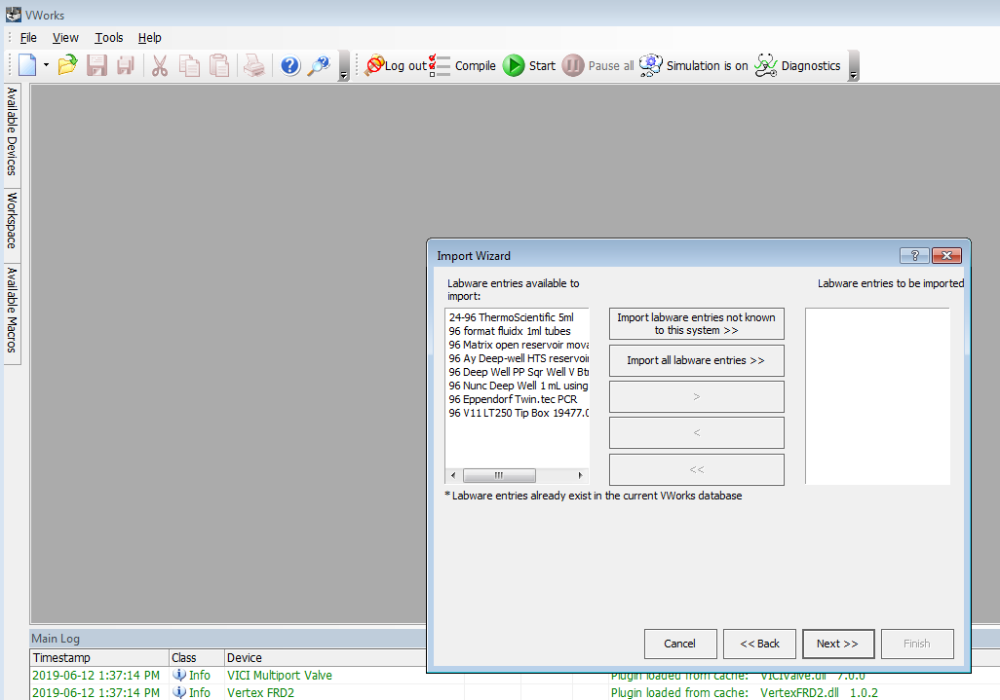 VWorks
File View Tools Help
Log out Compile Start Pause all Simulation is on Diagnostics
Available Devices
Workspace
Available Macros
Import Wizard
Labware entries available to import:
Labware entries to be imported
24-96 ThermoScientific 5ml
96 format fluidx 1ml tubes
96 Matrix open reservoir mova
96 Ay Deep-well HTS reservoir
96 Deep Well PP Sqr Well V Btr
96 Nunc Deep Well 1 mL using
96 Eppendorf Twin.tec PCR
96 V11 LT250 Tip Box 19477.0
Import labware entries not known
to this system >>
Import all labware entries >>
>
<
<<
* Labware entries already exist in the current VWorks database
Cancel << Back Next >> Finish
Main Log
Timestamp Class Device
2019-06-12 1:37:14 PM Info VICI Multiport Valve Plugin loaded from cache: VICIValve.dll 7.0.0
2019-06-12 1:37:14 PM Info Vertex FRD2 Plugin loaded from cache: VertexFRD2.dll 1.0.2